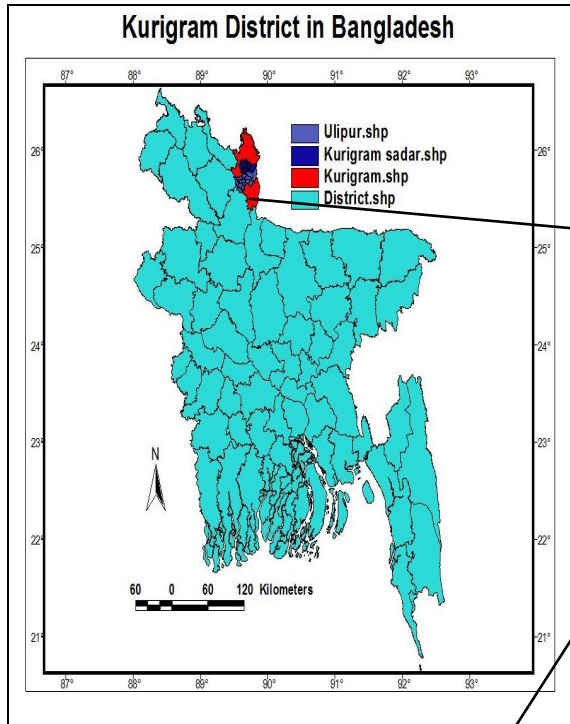 Kurigram District in Bangladesh
87° 88° 89° 90° 91° 92° 93°
Ulipur.shp
Kurigram sadar.shp
Kurigram.shp
District.shp
26° 26°
25° 25°
24° 24°
23° 23°
N
22° 22°
60 0 60 120 Kilometers
21° 21°
87° 88° 89° 90° 91° 92° 93°